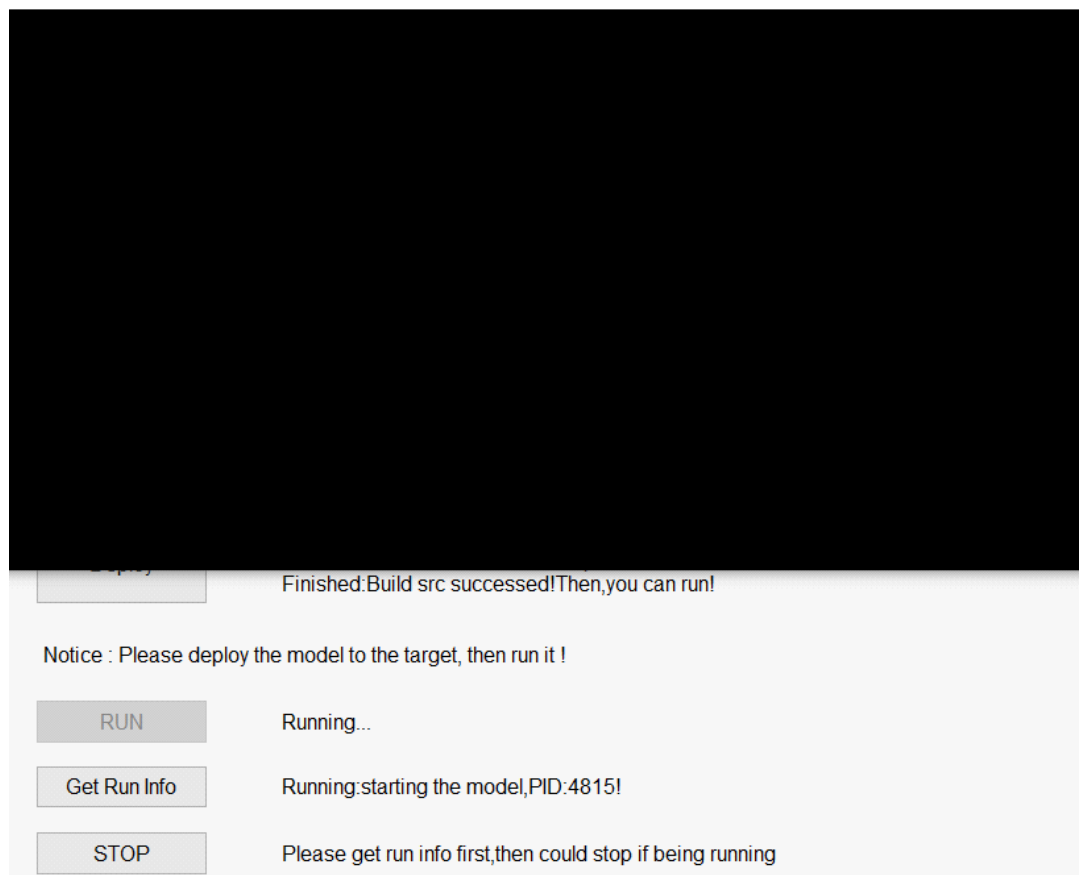 Finished:Build src successed!Then,you can run!
Notice : Please deploy the model to the target, then run it !
RUN
Running...
Get Run Info
Running:starting the model,PID:4815!
STOP
Please get run info first,then could stop if being running